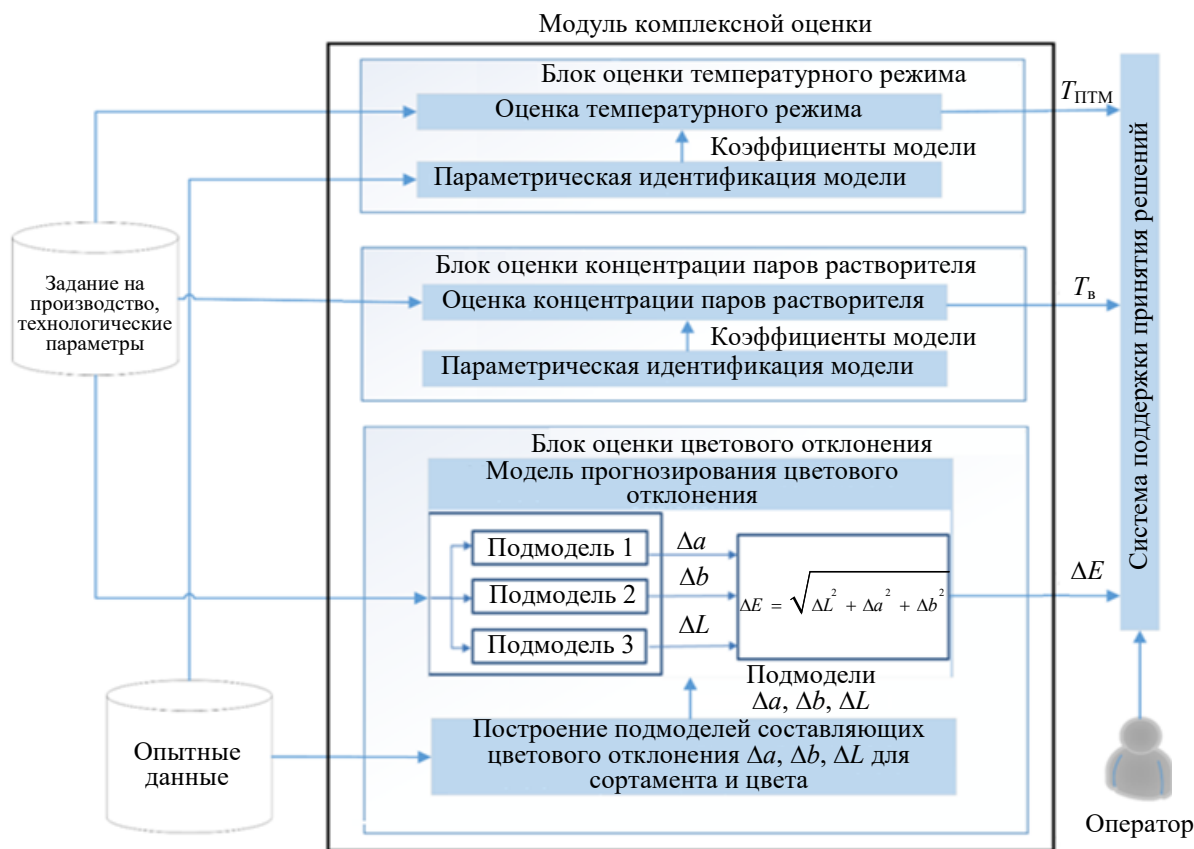 Модуль комплексной оценки
Блок оценки температурного режима
Оценка температурного режима
Коэффициенты модели
Параметрическая идентификация модели
T_ПТМ
Задание на
производство,
технологические
параметры
Блок оценки концентрации паров растворителя
Оценка концентрации паров растворителя
Коэффициенты модели
Параметрическая идентификация модели
T_в
Блок оценки цветового отклонения
Модель прогнозирования цветового
отклонения
Подмодель 1
Δa
Подмодель 2
Δb
Подмодель 3
ΔL
ΔE = √ΔL² + Δa² + Δb²
ΔE
Подмодели
Δa, Δb, ΔL
Построение подмоделей составляющих
цветового отклонения Δa, Δb, ΔL для
сортамента и цвета
Опытные
данные
Система поддержки принятия решений
Оператор